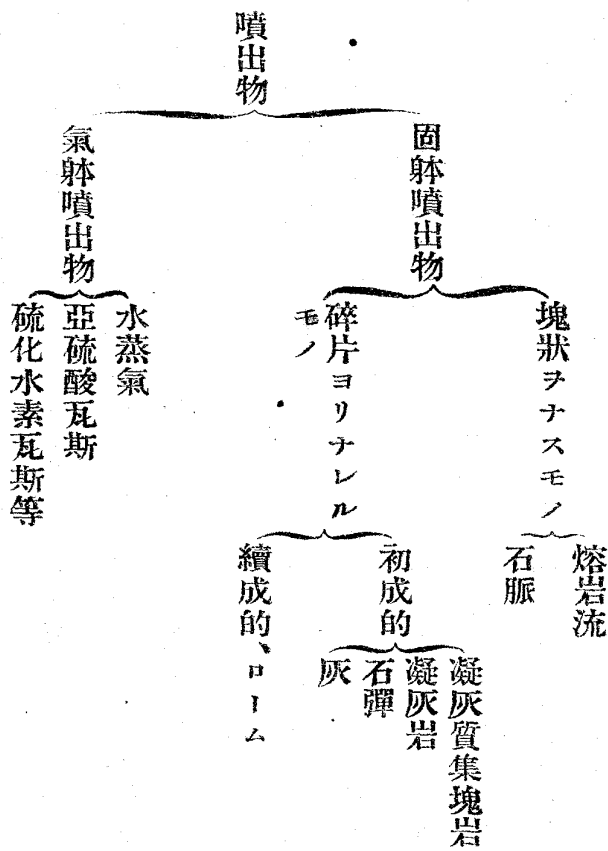 噴出物
固躰噴出物
塊狀ヲナスモノ
熔岩流
石脈
碎片ヨリナレル
モノ
初成的
凝灰質集塊岩
凝灰岩
石彈
灰
續成的、ローム
氣躰噴出物
水蒸氣
亞硫酸瓦斯
硫化水素瓦斯等